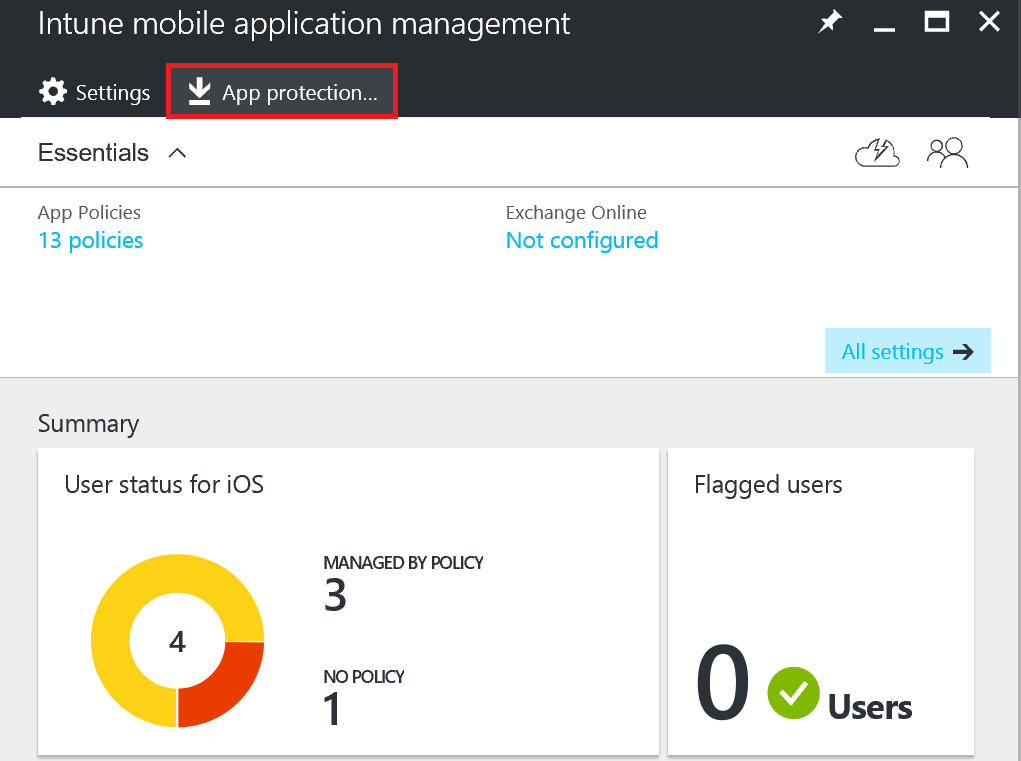 Intune mobile application management
Settings
App protection...
Essentials
App Policies
13 policies
Exchange Online
Not configured
All settings
Summary
User status for iOS
4
MANAGED BY POLICY
3
NO POLICY
1
Flagged users
0 Users